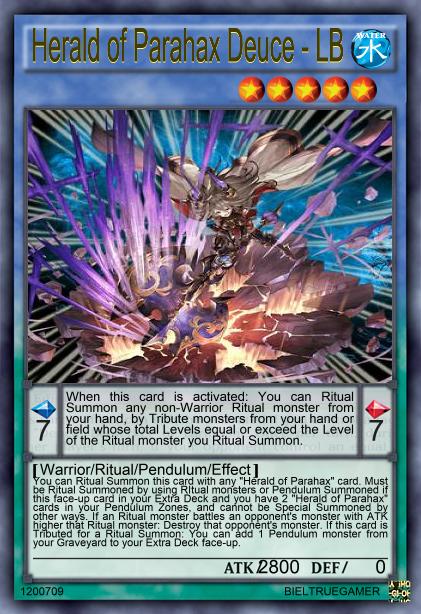 Herald of Parahax Deuce - LB
WATER
水
When this card is activated: You can Ritual
Summon any non-Warrior Ritual monster from
your hand, by Tribute monsters from your hand or
field whose total Levels equal or exceed the Level
of the Ritual monster you Ritual Summon.
7
7
[Warrior/Ritual/Pendulum/Effect]
You can Ritual Summon this card with any "Herald of Parahax" card. Must
be Ritual Summoned by using Ritual monsters or Pendulum Summoned if
this face-up card in your Extra Deck and you have 2 "Herald of Parahax"
cards in your Pendulum Zones, and cannot be Special Summoned by
other ways. If an Ritual monster battles an opponent's monster with ATK
higher that Ritual monster: Destroy that opponent's monster. If this card is
Tributed for a Ritual Summon: You can add 1 Pendulum monster from
your Graveyard to your Extra Deck face-up.
ATK/2800 DEF/ 0
1200709
BIELTRUEGAMER